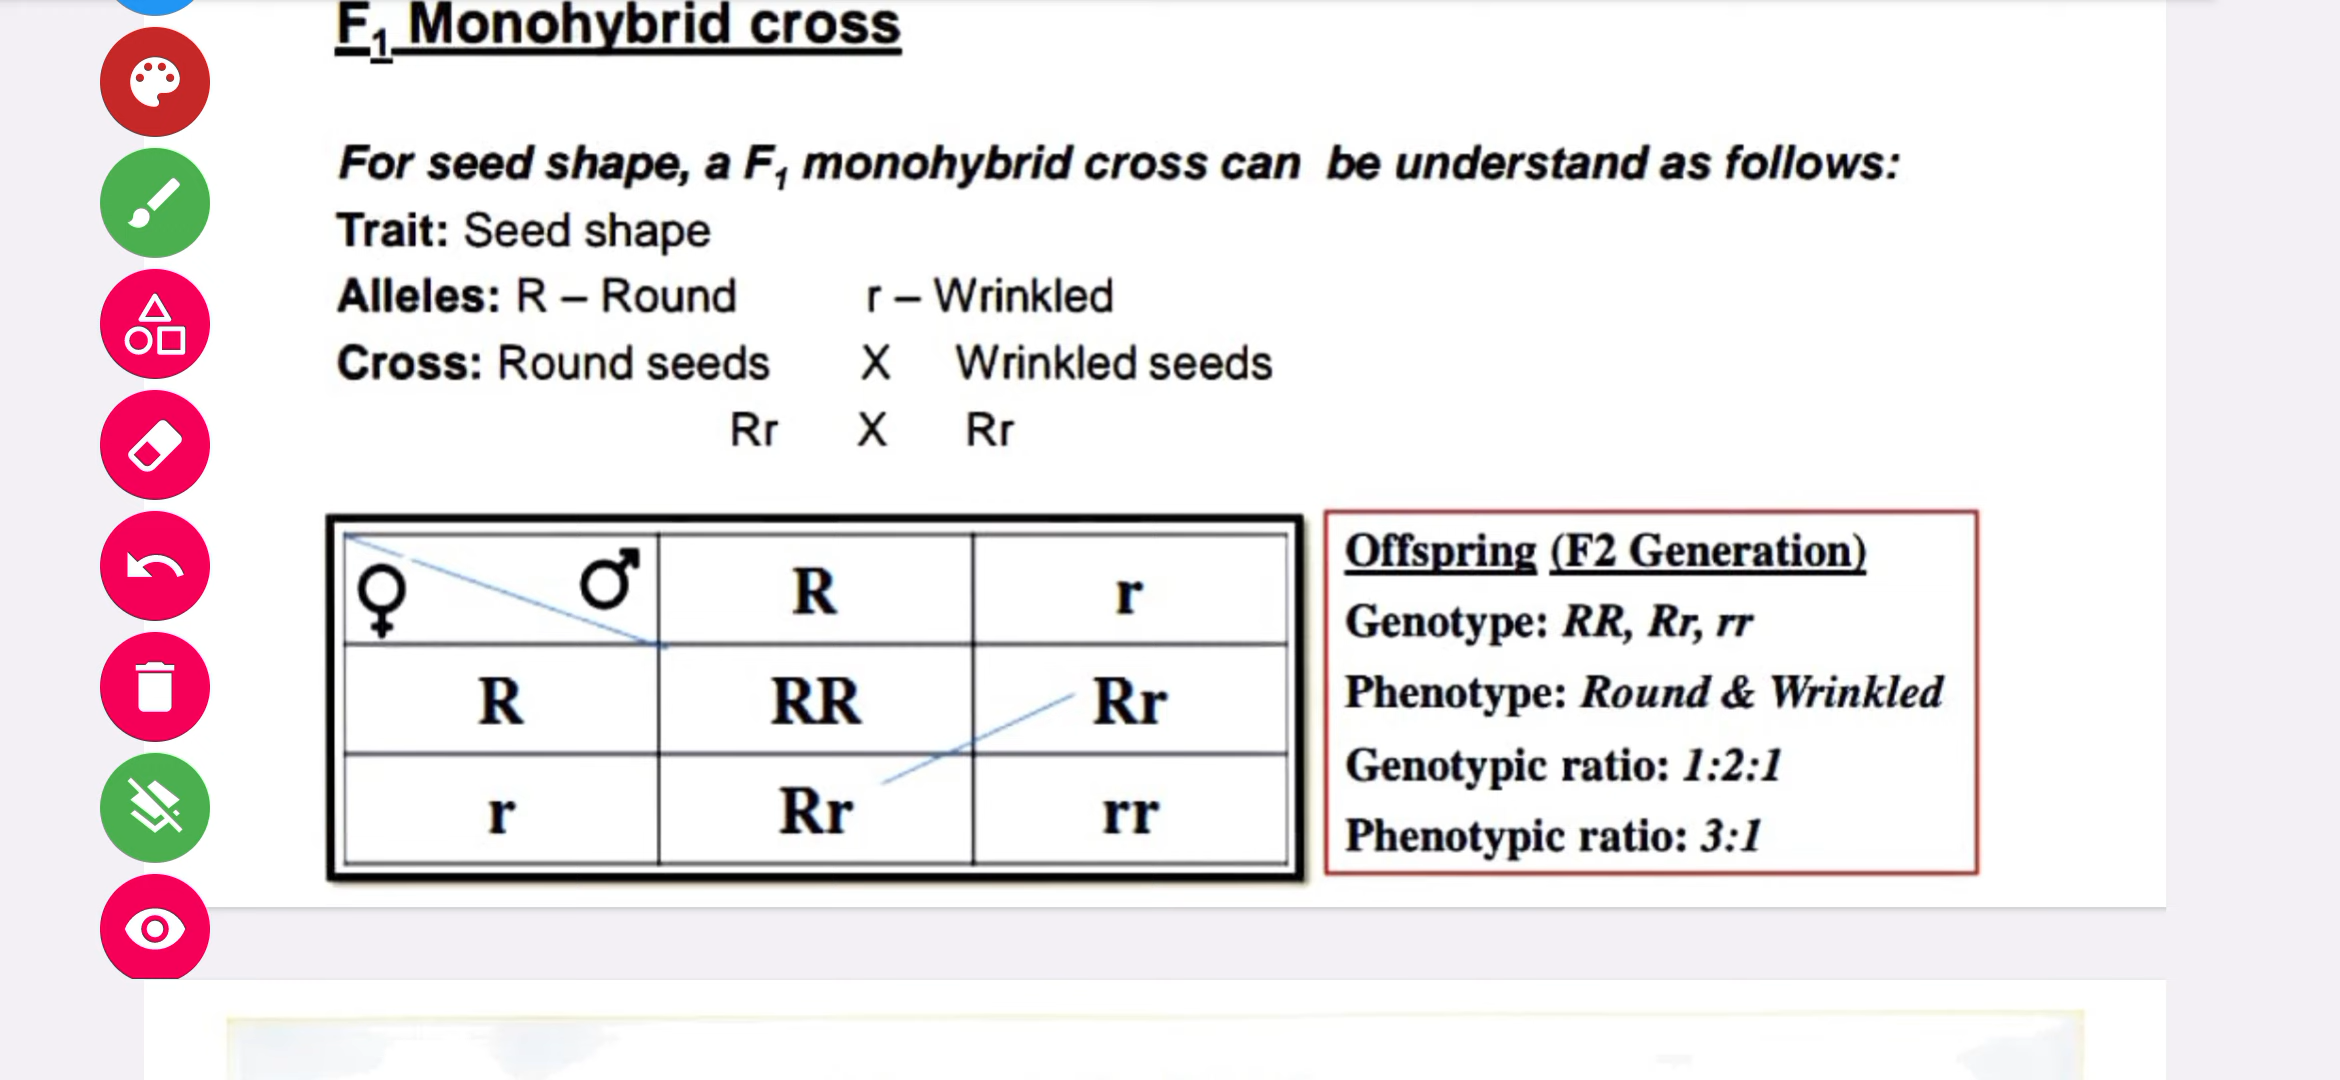 F₁ Monohybrid cross
For seed shape, a F₁ monohybrid cross can be understand as follows:
Trait: Seed shape
Alleles: R – Round r – Wrinkled
Cross: Round seeds X Wrinkled seeds
Rr X Rr
♀ ♂ R r
R RR Rr
r Rr rr
Offspring (F2 Generation)
Genotype: RR, Rr, rr
Phenotype: Round & Wrinkled
Genotypic ratio: 1:2:1
Phenotypic ratio: 3:1